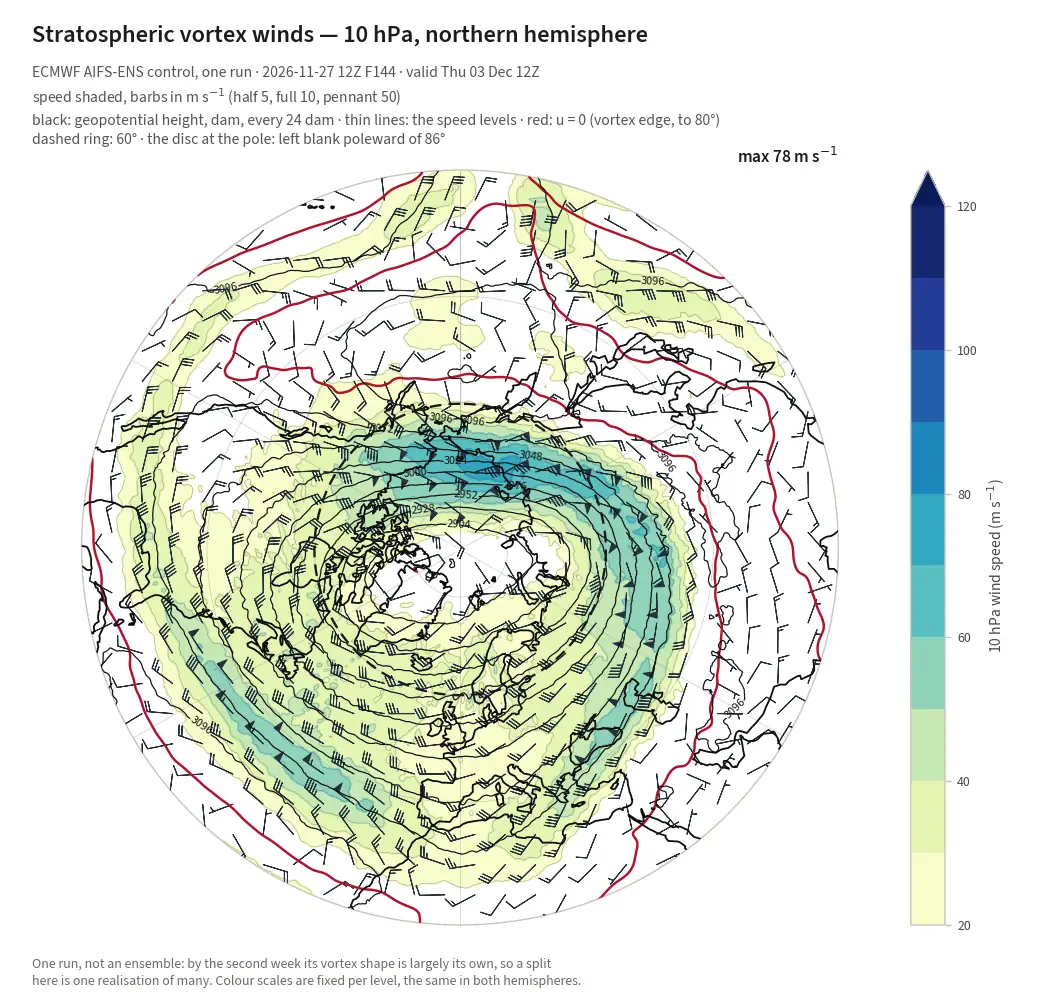 Stratospheric vortex winds — 10 hPa, northern hemisphere
ECMWF AIFS-ENS control, one run · 2026-11-27 12Z F144 · valid Thu 03 Dec 12Z
speed shaded, barbs in m s−1 (half 5, full 10, pennant 50)
black: geopotential height, dam, every 24 dam · thin lines: the speed levels · red: u = 0 (vortex edge, to 80°)
dashed ring: 60° · the disc at the pole: left blank poleward of 86°
max 78 m s−1
120
100
80
60
40
20
10 hPa wind speed (m s−1)
3096
3096
3096
3096
3048
3096
2952
2928
2904
3096
3096
One run, not an ensemble: by the second week its vortex shape is largely its own, so a split
here is one realisation of many. Colour scales are fixed per level, the same in both hemispheres.